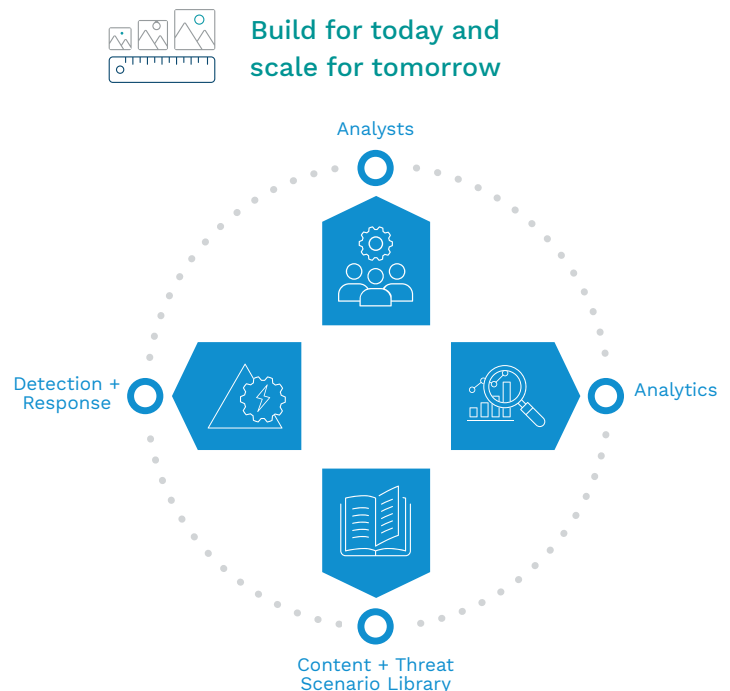 Build for today and
scale for tomorrow
Analysts
Detection +
Response
Analytics
Content + Threat
Scenario Library